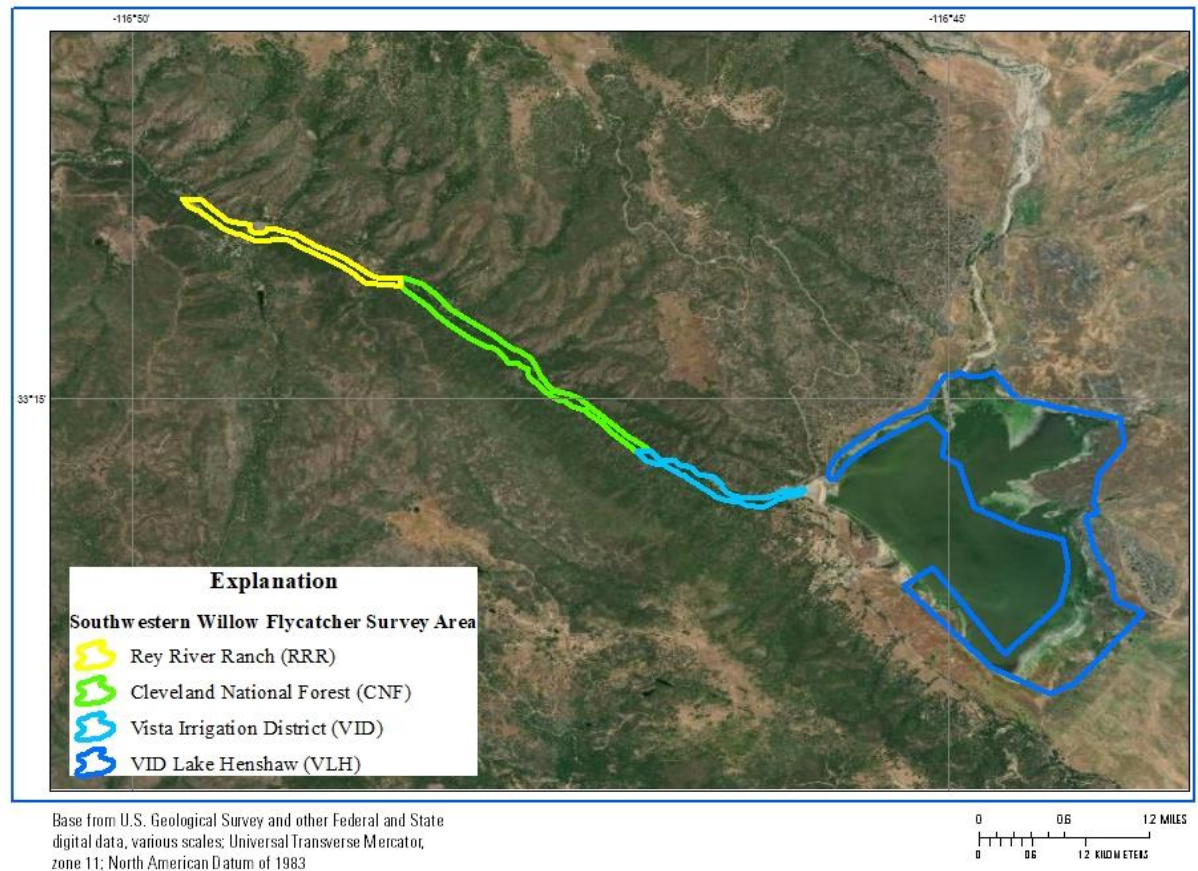 -116°50' -116°45'
33°15'
Explanation
Southwestern Willow Flycatcher Survey Area
Rey River Ranch (RRR)
Cleveland National Forest (CNF)
Vista Irrigation District (VID)
VID Lake Henshaw (VLH)
Base from U.S. Geological Survey and other Federal and State
digital data, various scales; Universal Transverse Mercator,
zone 11; North American Datum of 1983
0 0.6 1.2 MILES
0 0.6 1.2 KILOMETERS